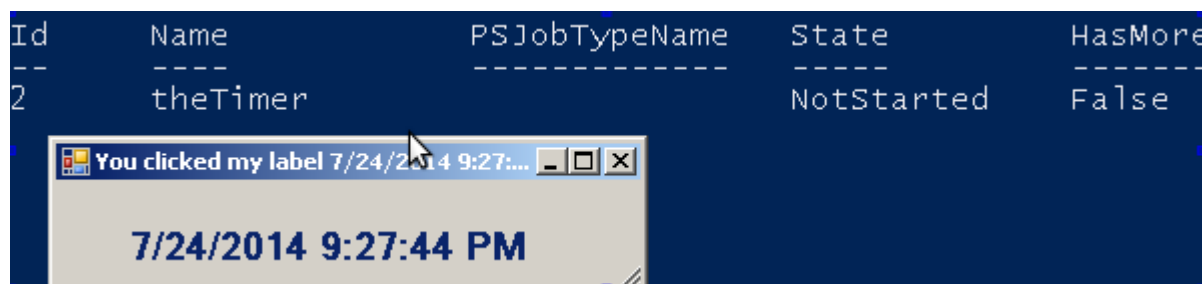 Id Name PSJobTypeName State HasMore
-- ---- ------------- ----- -------
2 theTimer NotStarted False
You clicked my label 7/24/2014 9:27:...
7/24/2014 9:27:44 PM